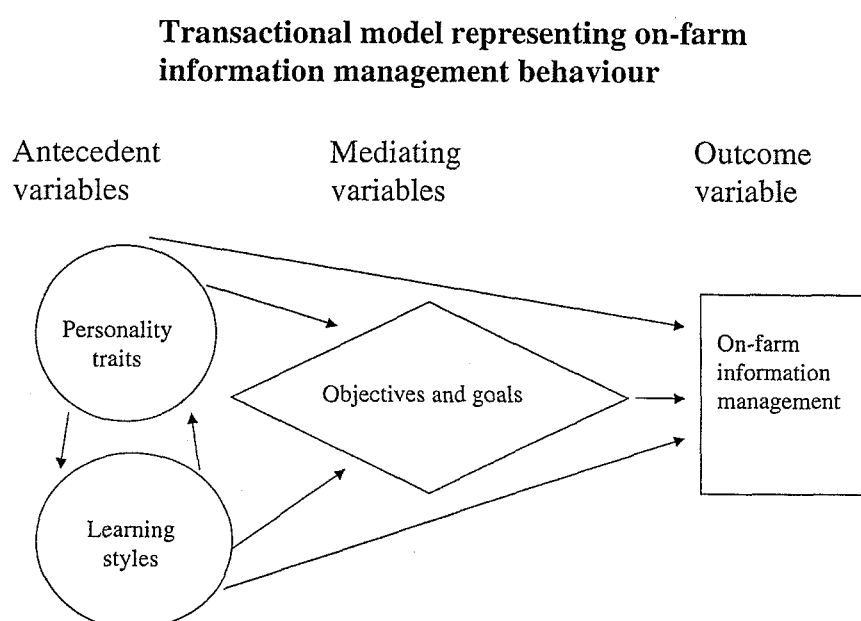 Transactional model representing on-farm
information management behaviour
Antecedent
variables
Mediating
variables
Outcome
variable
Personality
traits
Objectives and goals
On-farm
information
management
Learning
styles